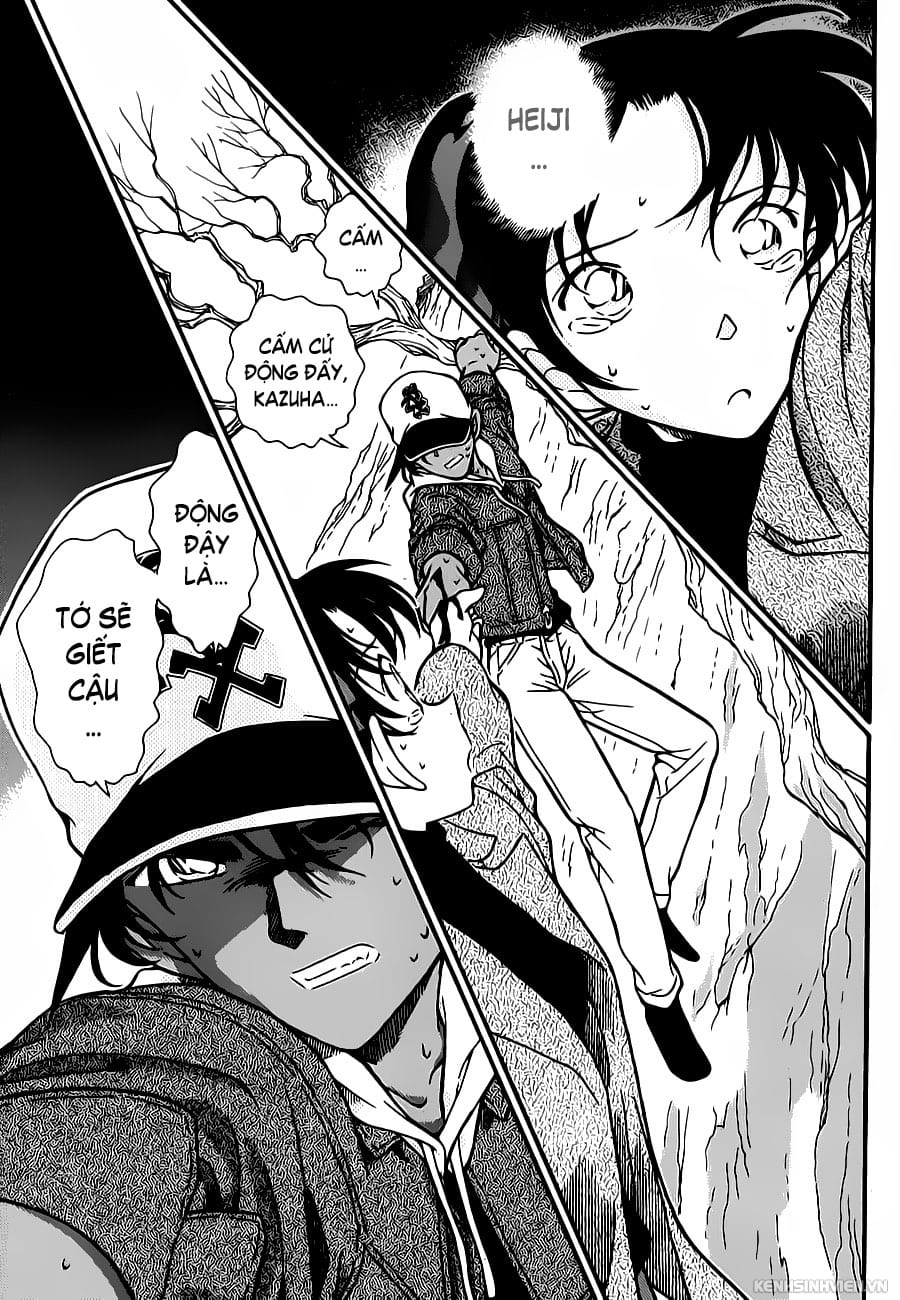 HEIJI
...
CẤM
...
CẤM CỬ
ĐỘNG ĐẤY,
KAZUHA...
ĐỘNG
ĐẬY
LÀ...
TỚ SẼ
GIẾT
CẬU
...
KENHSINHVIEN.VN